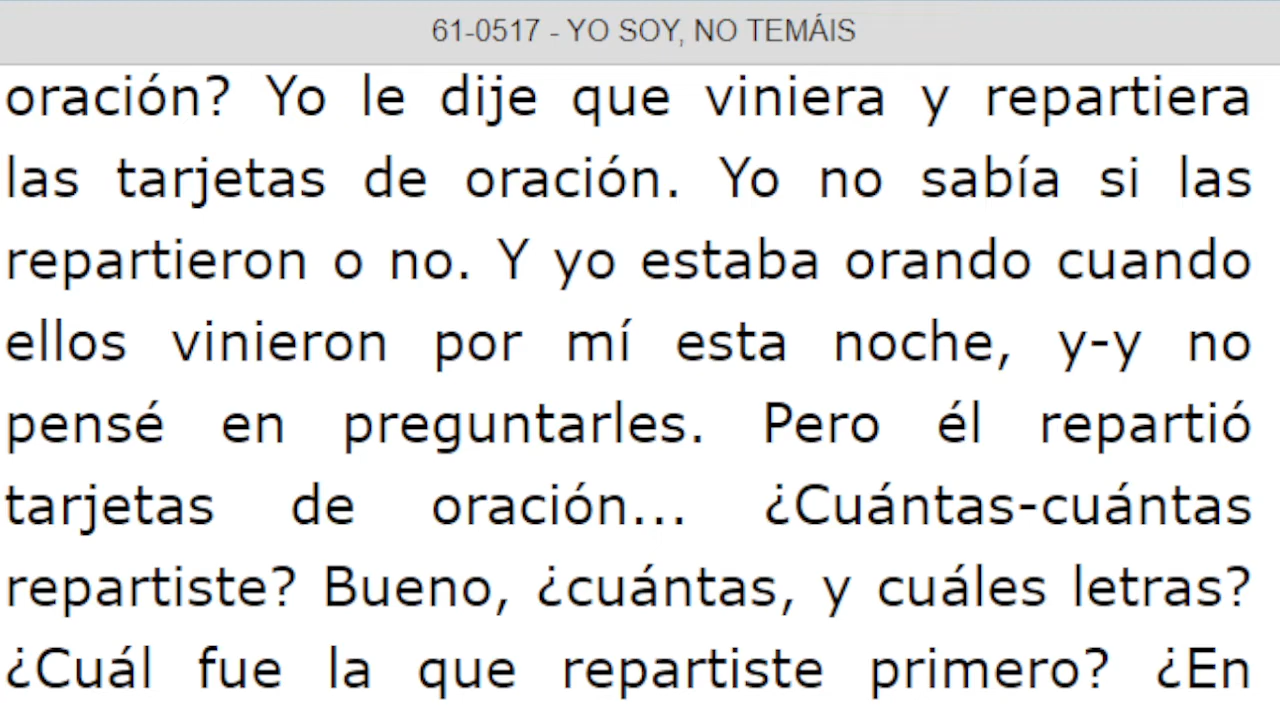 61-0517 - YO SOY, NO TEMÁIS
oración? Yo le dije que viniera y repartiera
las tarjetas de oración. Yo no sabía si las
repartieron o no. Y yo estaba orando cuando
ellos vinieron por mí esta noche, y-y no
pensé en preguntarles. Pero él repartió
tarjetas de oración... ¿Cuántas-cuántas
repartiste? Bueno, ¿cuántas, y cuáles letras?
¿Cuál fue la que repartiste primero? ¿En